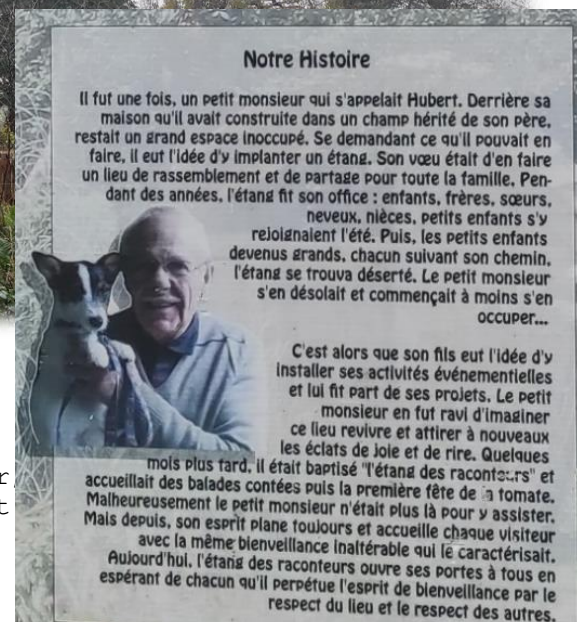 Notre Histoire
Il fut une fois, un petit monsieur qui s'appelait Hubert. Derrière sa
maison qu'il avait construite dans un champ hérité de son père,
restait un grand espace inoccupé. Se demandant ce qu'il pouvait en
faire, il eut l'idée d'y implanter un étang. Son vœu était d'en faire
un lieu de rassemblement et de partage pour toute la famille. Pen-
dant des années, l'étang fit son office : enfants, frères, sœurs,
neveux, nièces, petits enfants s'y
rejoignaient l'été. Puis, les petits enfants
devenus grands, chacun suivant son chemin,
l'étang se trouva déserté. Le petit monsieur
s'en désolait et commençait à moins s'en
occuper...
C'est alors que son fils eut l'idée d'y
installer ses activités événementielles
et lui fit part de ses projets. Le petit
monsieur en fut ravi d'imaginer
ce lieu revivre et attirer à nouveaux
les éclats de joie et de rire. Quelques
mois plus tard, il était baptisé "l'étang des raconteurs" et
accueillait des balades contées puis la première fête de la tomate.
Malheureusement le petit monsieur n'était plus là pour y assister.
Mais depuis, son esprit plane toujours et accueille chaque visiteur
avec la même bienveillance inaltérable qui le caractérisait.
Aujourd'hui, l'étang des raconteurs ouvre ses portes à tous en
espérant de chacun qu'il perpétue l'esprit de bienveillance par le
respect du lieu et le respect des autres.